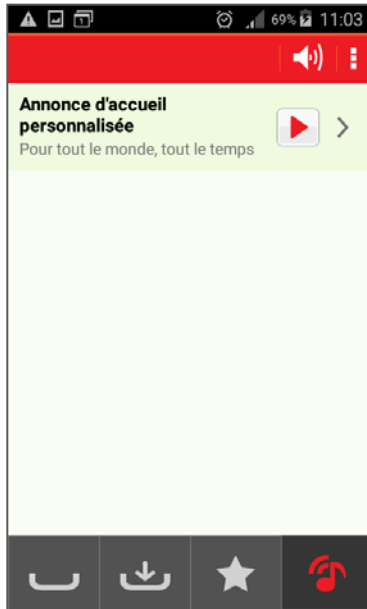 69% 11:03
Annonce d'accueil
personnalisée
Pour tout le monde, tout le temps